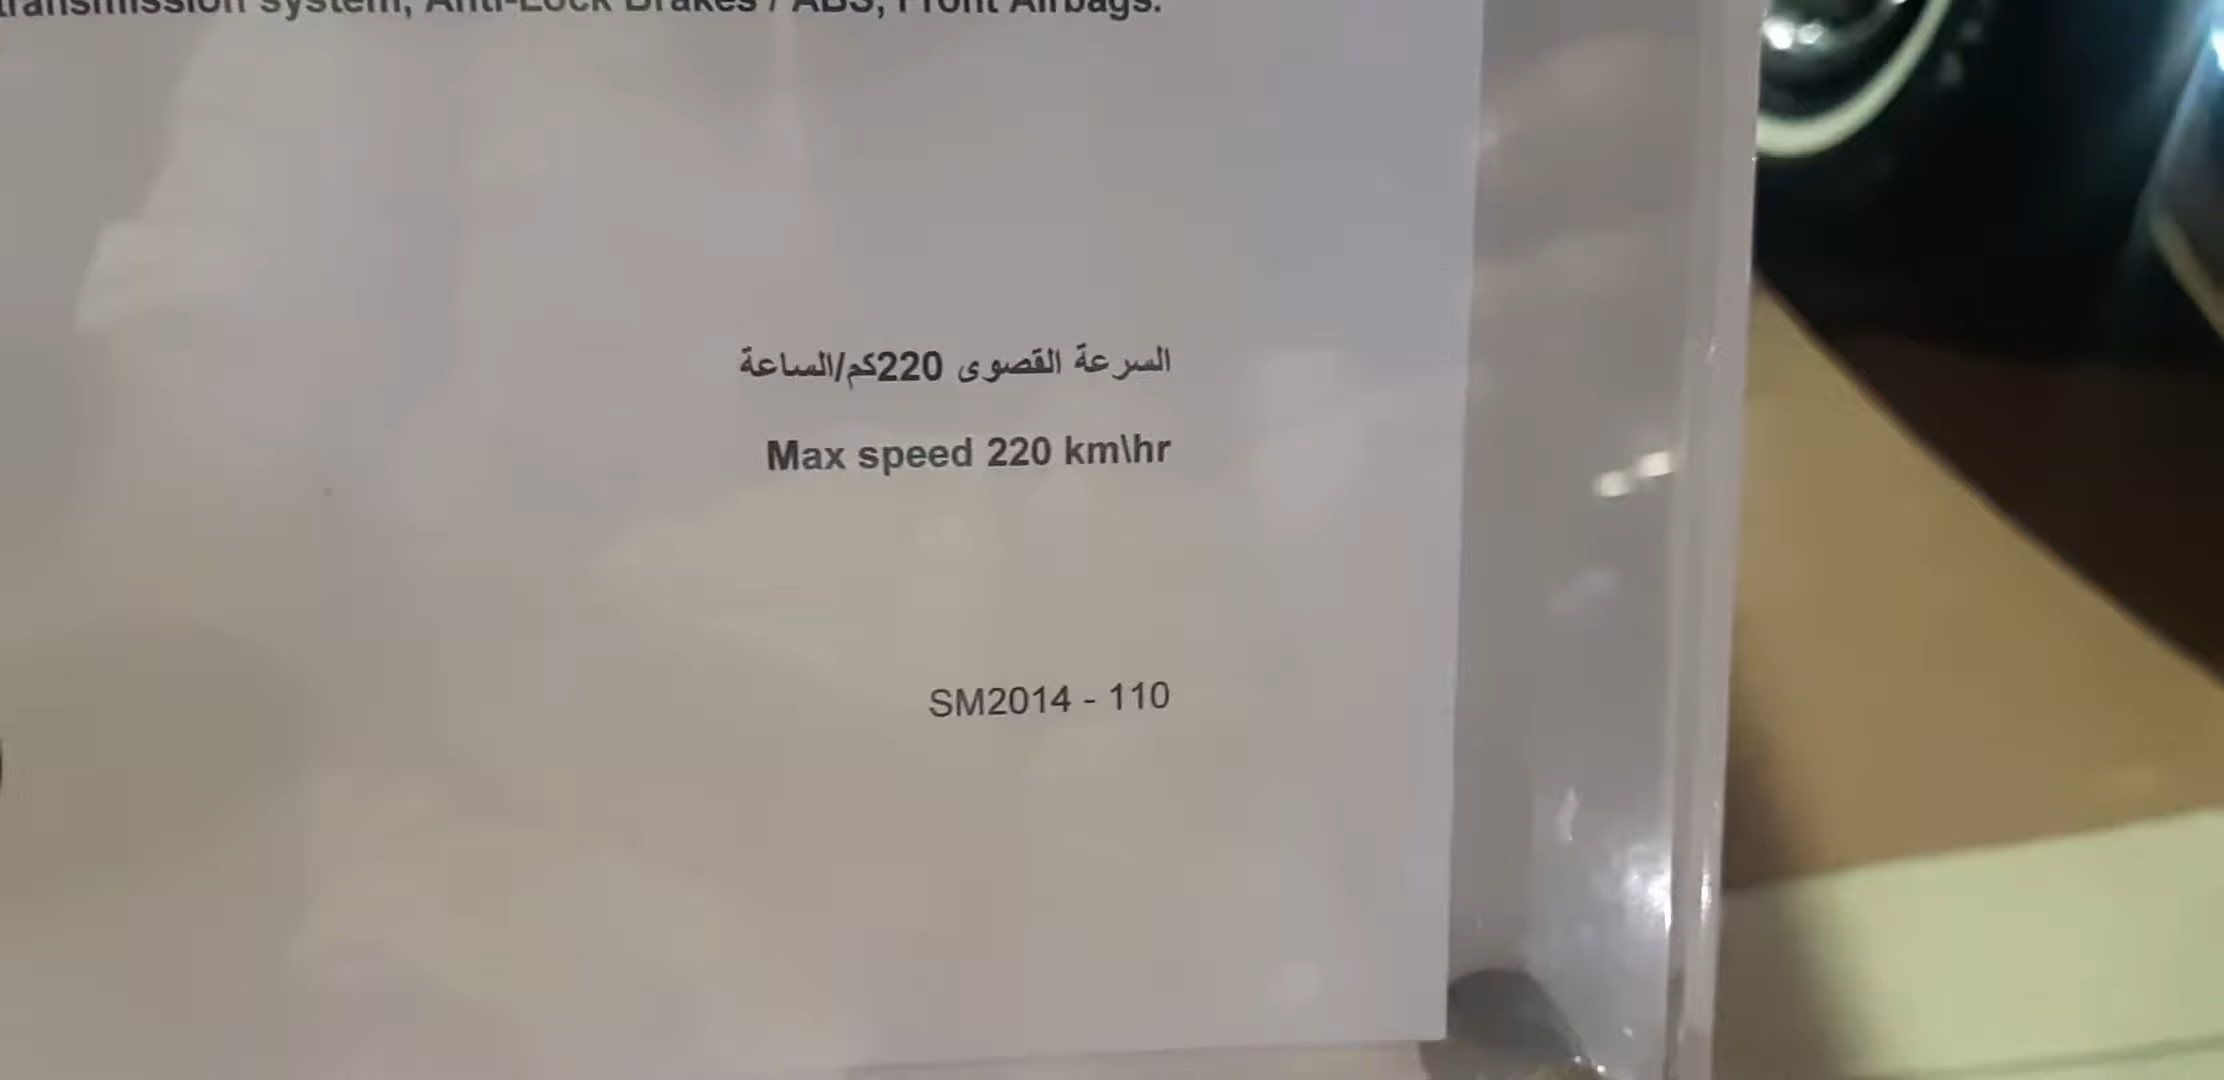 transmission system, Anti-Lock Brakes / ABS, Front Airbags.
السرعة القصوى 220كم/الساعة
Max speed 220 km\hr
SM2014 - 110